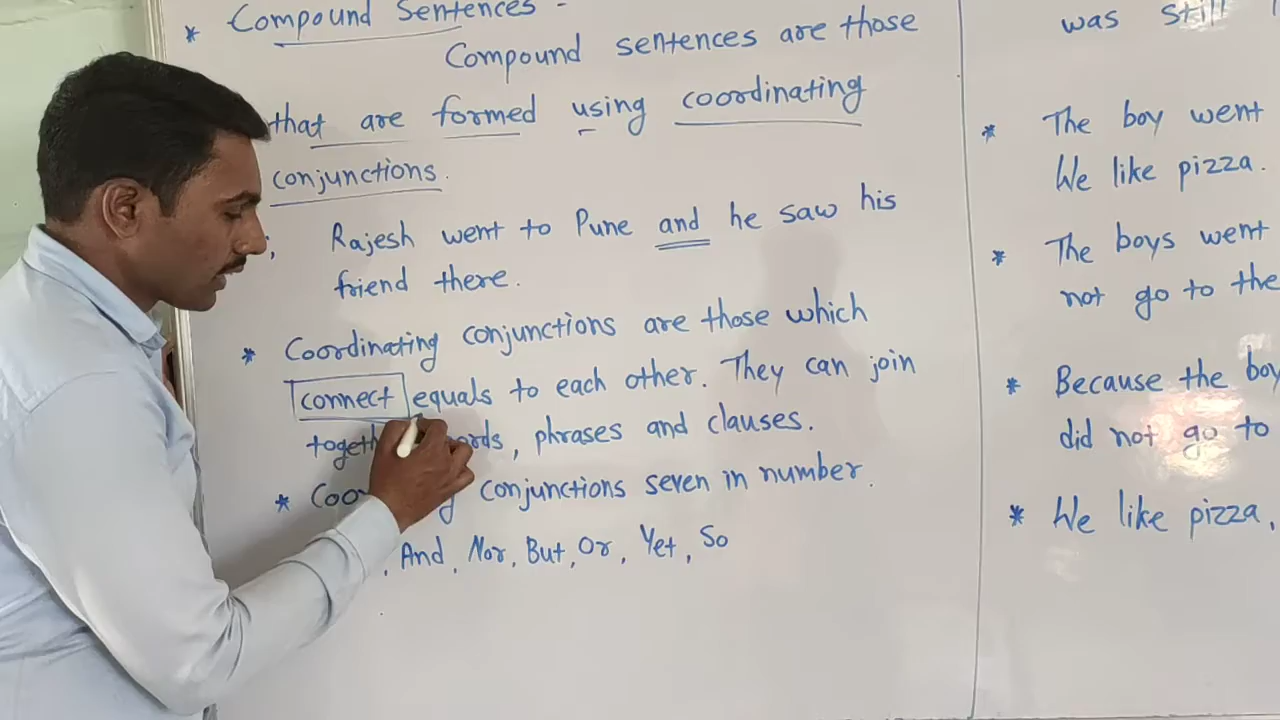 * Compound Sentences -
Compound sentences are those
that are formed using coordinating
conjunctions.
Rajesh went to Pune and he saw his
friend there.
* Coordinating conjunctions are those which
connect equals to each other. They can join
phrases and clauses.
* conjunctions seven in number.
, And, Nor, But, Or, Yet, So
was still
* The boy went
We like pizza.
* The boys went
not go to the
* Because the boy
did not go to
* We like pizza,